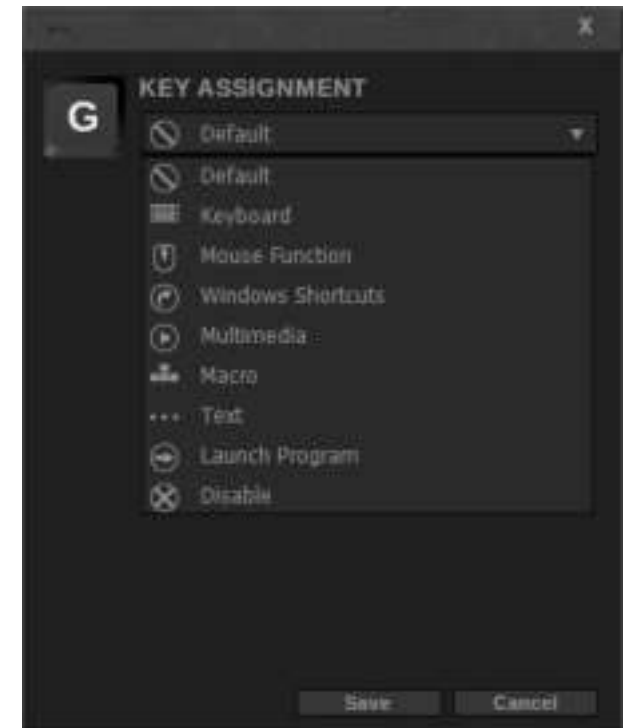 X
KEY ASSIGNMENT
G
Default
Default
Keyboard
Mouse Function
Windows Shortcuts
Multimedia
Macro
Text
Launch Program
Disable
Save Cancel